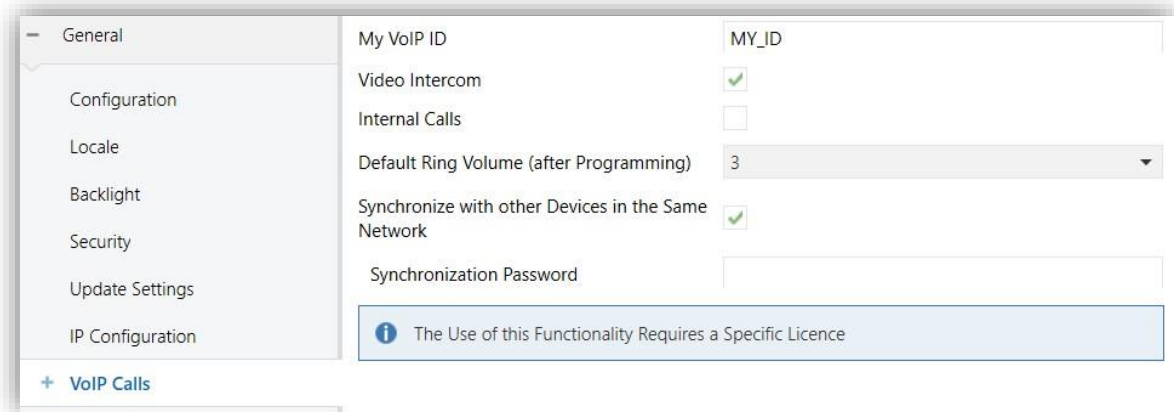 General
Configuration
Locale
Backlight
Security
Update Settings
IP Configuration
VoIP Calls
My VoIP ID MY_ID
Video Intercom
Internal Calls
Default Ring Volume (after Programming) 3
Synchronize with other Devices in the Same
Network
Synchronization Password
The Use of this Functionality Requires a Specific Licence